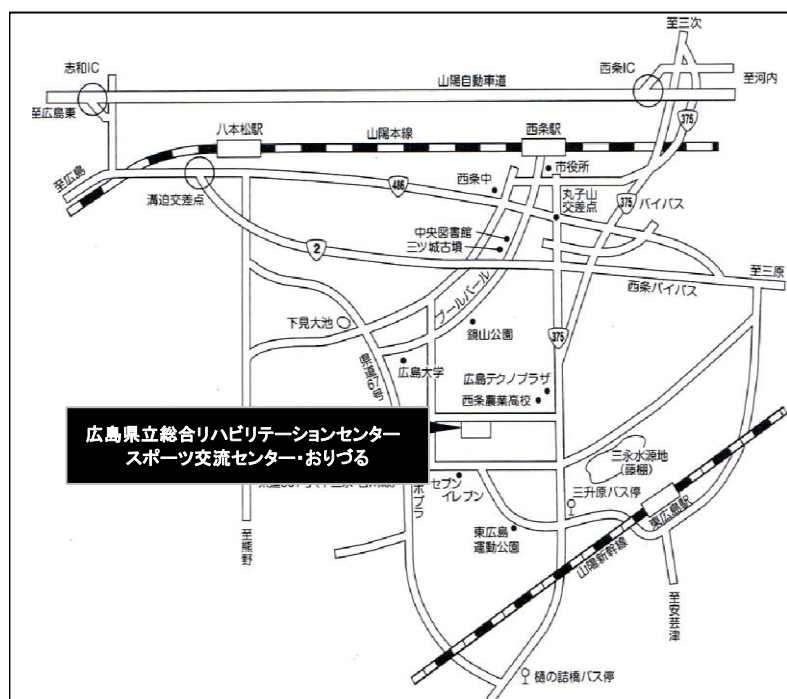 至三次
志和IC
西条IC
山陽自動車道
至河内
至広島東
八本松駅
山陽本線
西条駅
375
市役所
至広島
西条中
丸子山
交差点
486
溝迫交差点
375
バイパス
中央図書館
三ツ城古墳
2
至三原
西条バイパス
ブールバール
下見大池
鏡山公園
375
広島大学
広島テクノプラザ
西条農業高校
広島県立総合リハビリテーションセンター
スポーツ交流センター・おりづる
三永水源地
(藤棚)
セブン
イレブン
三升原バス停
東広島駅
東広島
運動公園
山陽新幹線
至熊野
至安芸津
樋の詰橋バス停